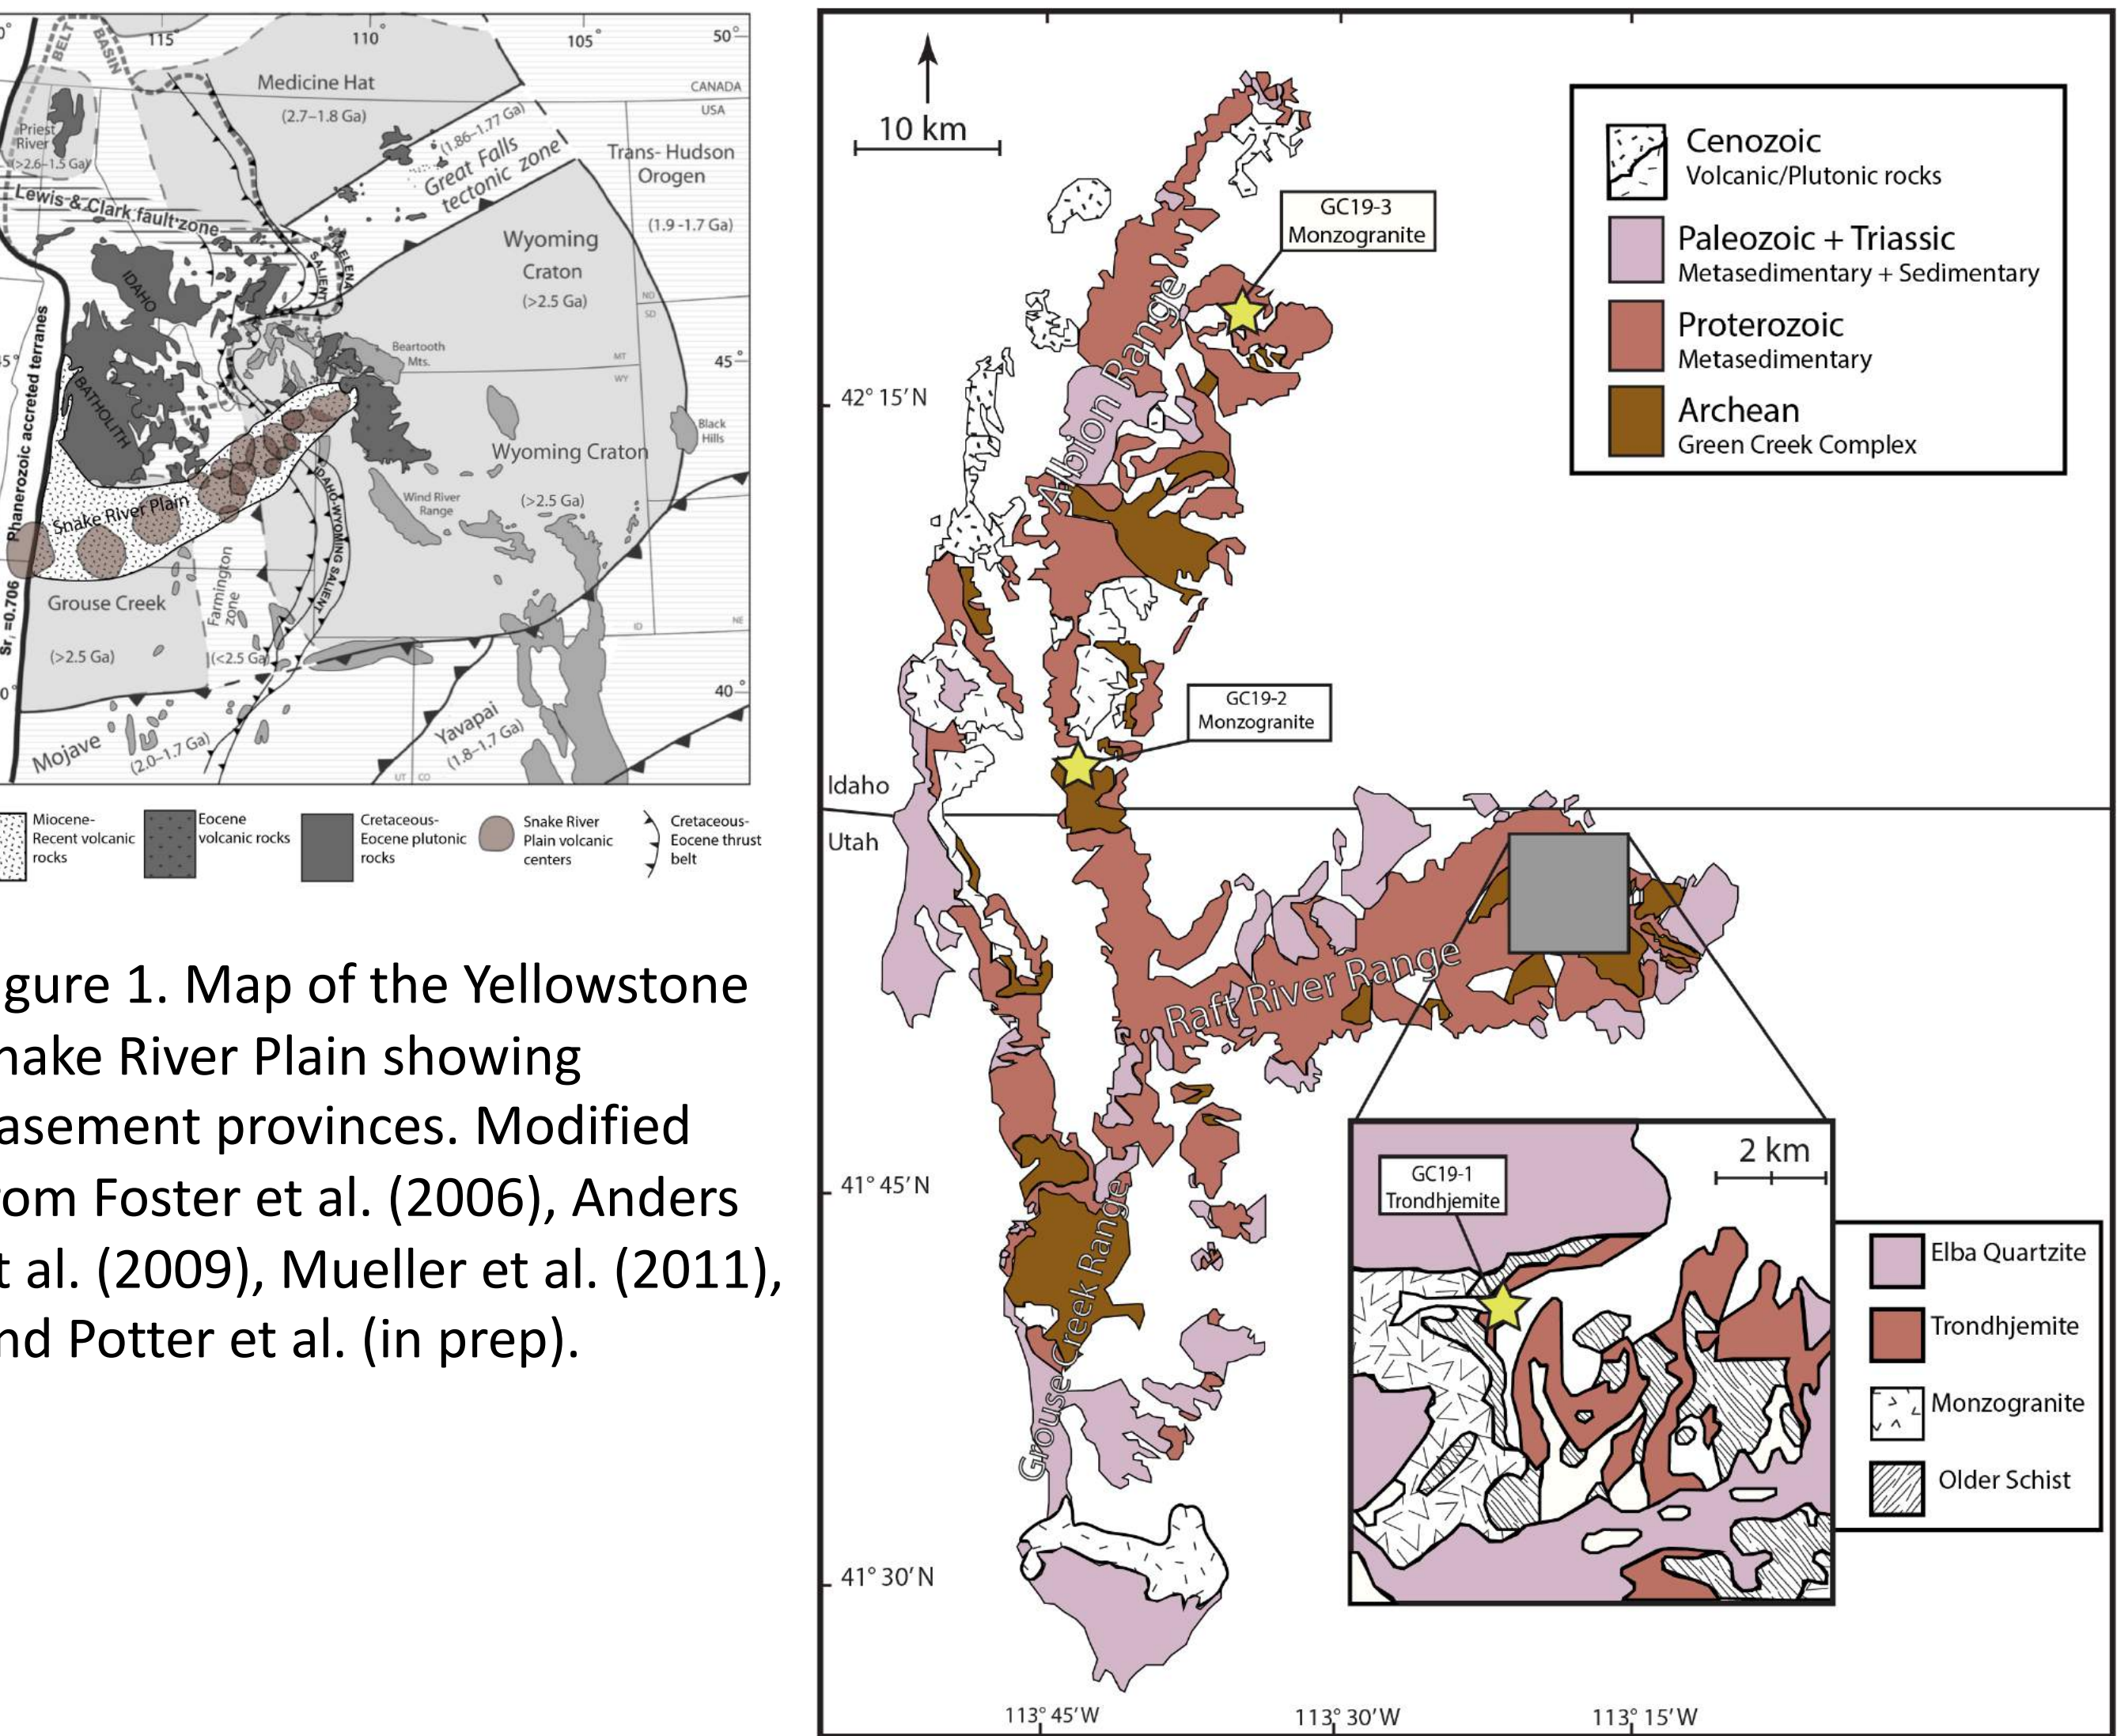 BELT
BASIN
115°
110°
105°
50°
Medicine Hat
(2.7–1.8 Ga)
CANADA
USA
Priest
River
(>2.6–1.5 Ga)
(1.86–1.77 Ga)
Great Falls
tectonic zone
Trans- Hudson
Orogen
(1.9 -1.7 Ga)
Lewis & Clark fault zone
HELENA
SALIENT
Wyoming
Craton
(>2.5 Ga)
ND
SD
IDAHO
BATHOLITH
Beartooth
Mts.
MT
WY
45°
Phanerozoic accreted terranes
Black
Hills
Wyoming Craton
(>2.5 Ga)
Wind River
Range
Snake River Plain
IDAHO-WYOMING SALIENT
Sr, =0.706
Grouse Creek
(>2.5 Ga)
Farmington
zone
(<2.5 Ga)
ID
NE
40°
Mojave
(2.0–1.7 Ga)
Yavapai
(1.8–1.7 Ga)
UT
CO
Miocene-
Recent volcanic
rocks
Eocene
volcanic rocks
Cretaceous-
Eocene plutonic
rocks
Snake River
Plain volcanic
centers
Cretaceous-
Eocene thrust
belt
igure 1. Map of the Yellowstone
nake River Plain showing
asement provinces. Modified
rom Foster et al. (2006), Anders
t al. (2009), Mueller et al. (2011),
nd Potter et al. (in prep).
10 km
GC19-3
Monzogranite
Cenozoic
Volcanic/Plutonic rocks
Paleozoic + Triassic
Metasedimentary + Sedimentary
Proterozoic
Metasedimentary
Archean
Green Creek Complex
Albion Range
42° 15'N
GC19-2
Monzogranite
Idaho
Utah
Raft River Range
41° 45'N
Grouse Creek Range
41° 30'N
2 km
GC19-1
Trondhjemite
Elba Quartzite
Trondhjemite
Monzogranite
Older Schist
113° 45'W
113° 30'W
113° 15'W